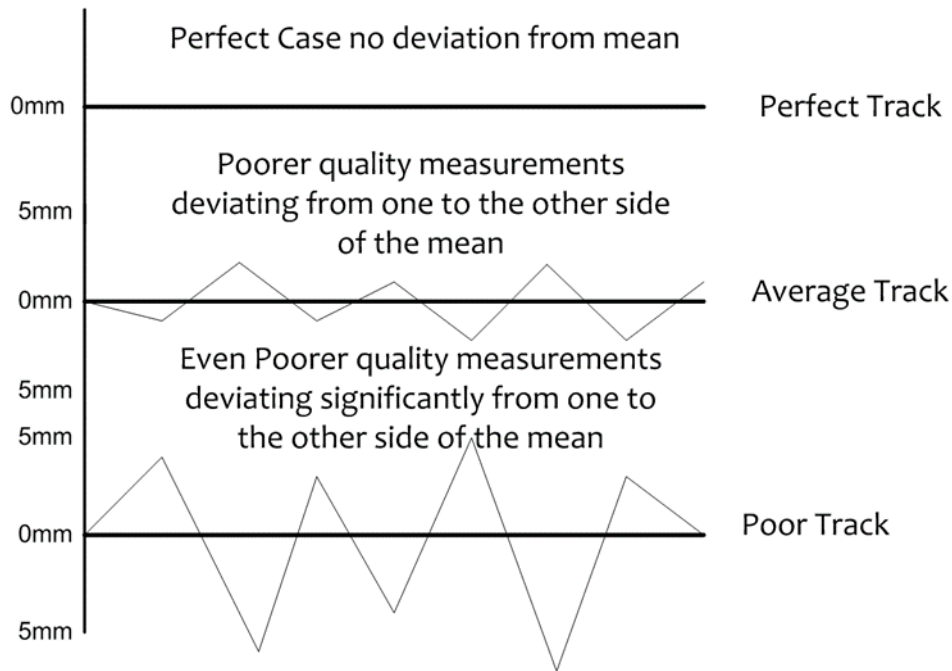 Perfect Case no deviation from mean
0mm
Perfect Track
Poorer quality measurements
5mm
deviating from one to the other side
of the mean
0mm
Average Track
Even Poorer quality measurements
5mm
deviating significantly from one to
5mm
the other side of the mean
0mm
Poor Track
5mm